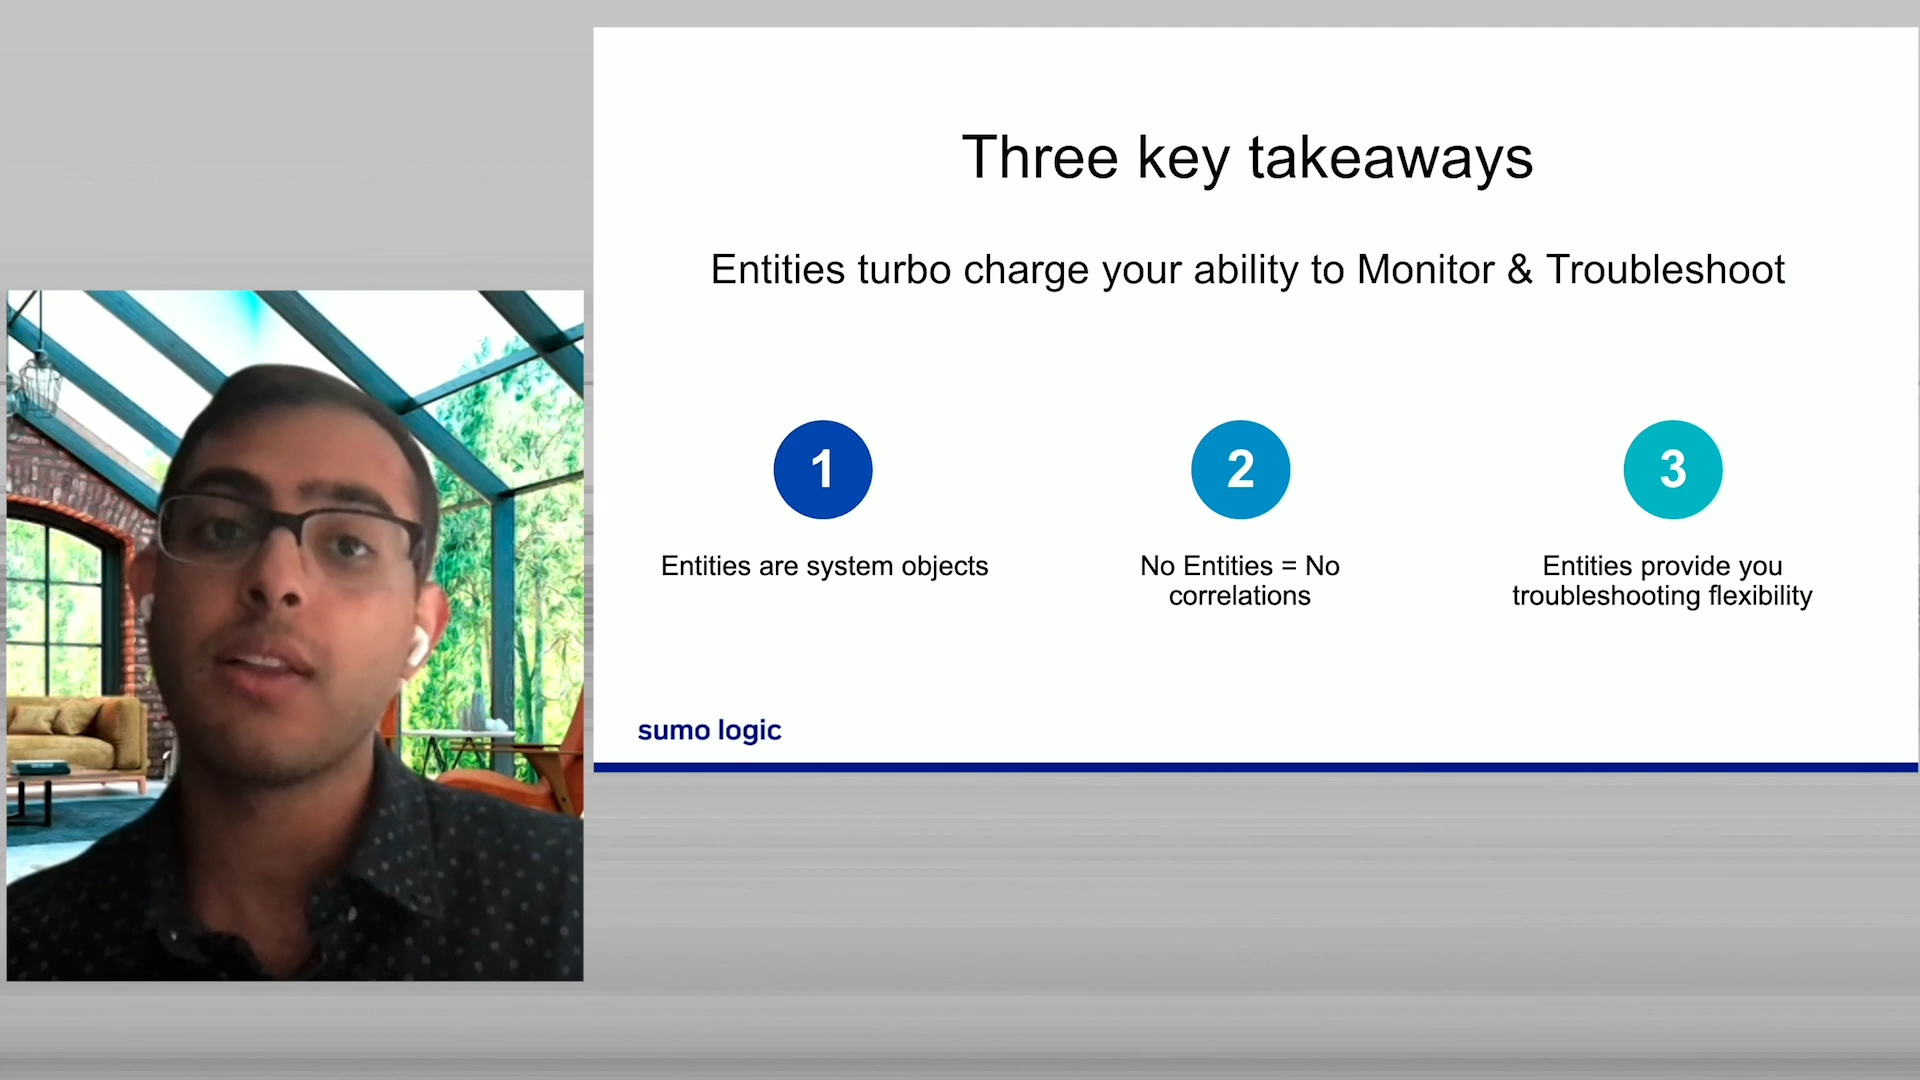 Three key takeaways
Entities turbo charge your ability to Monitor & Troubleshoot
1
Entities are system objects
2
No Entities = No
correlations
3
Entities provide you
troubleshooting flexibility
sumo logic